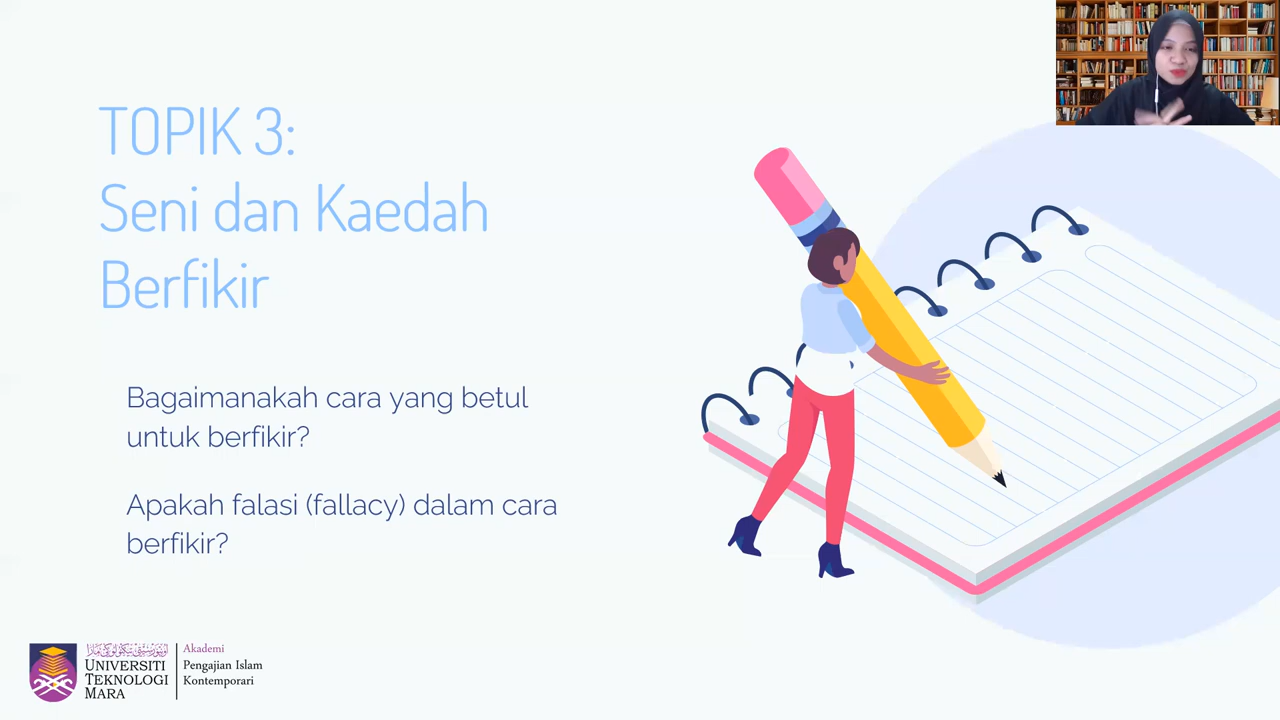 TOPIK 3:
Seni dan Kaedah
Berfikir
Bagaimanakah cara yang betul
untuk berfikir?
Apakah falasi (fallacy) dalam cara
berfikir?
UNIVERSITI
TEKNOLOGI
MARA
Akademi
Pengajian Islam
Kontemporari